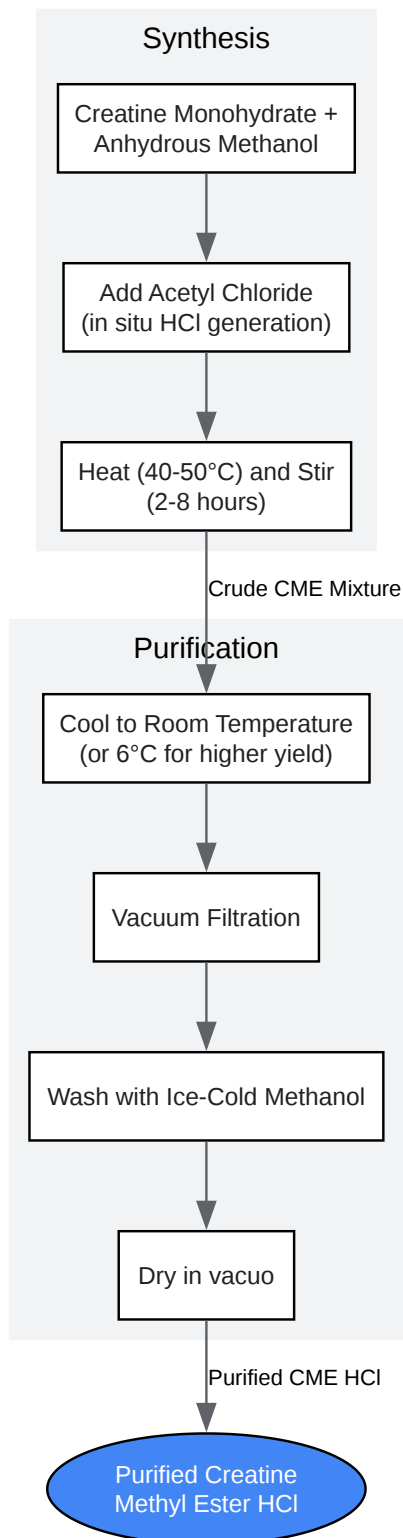 Synthesis
Creatine Monohydrate +
Anhydrous Methanol
Add Acetyl Chloride
(in situ HCl generation)
Heat (40-50°C) and Stir
(2-8 hours)
Crude CME Mixture
Purification
Cool to Room Temperature
(or 6°C for higher yield)
Vacuum Filtration
Wash with Ice-Cold Methanol
Dry in vacuo
Purified CME HCl
Purified Creatine
Methyl Ester HCl